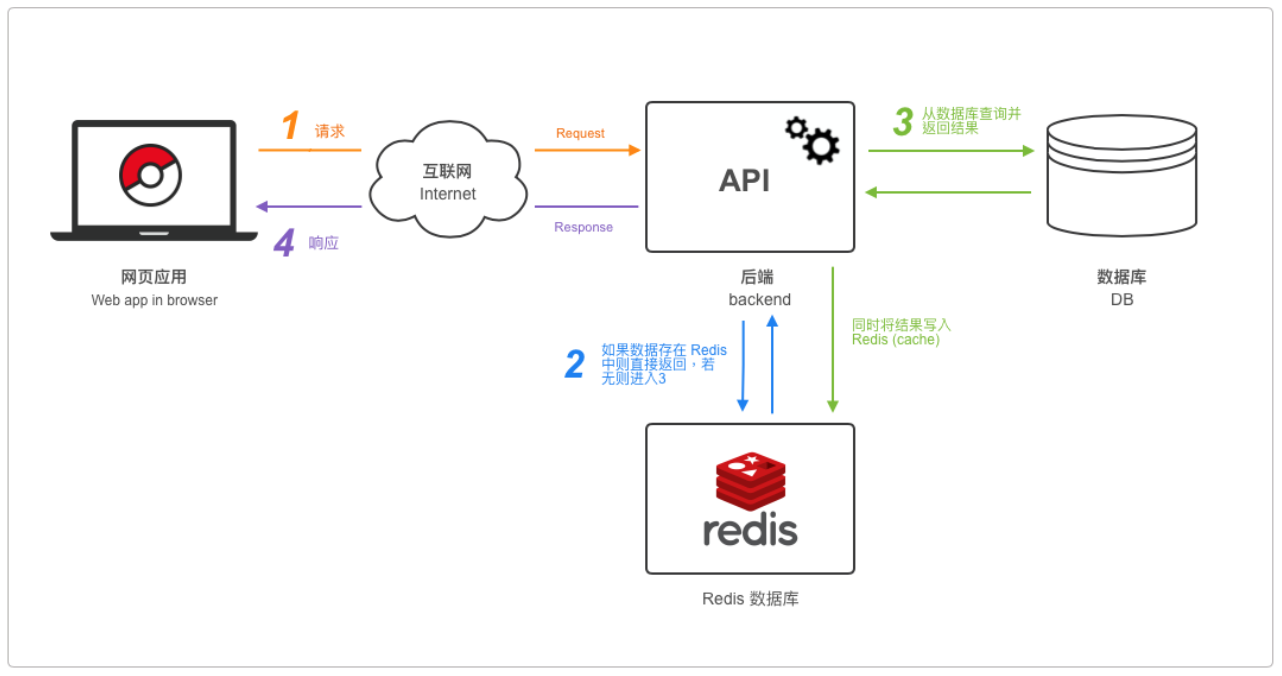 1 请求
Request
3 从数据库查询并
返回结果
互联网
Internet
API
4 响应
Response
网页应用
Web app in browser
后端
backend
数据库
DB
同时将结果写入
Redis (cache)
2 如果数据存在 Redis
中则直接返回，若
无则进入3
redis
Redis 数据库